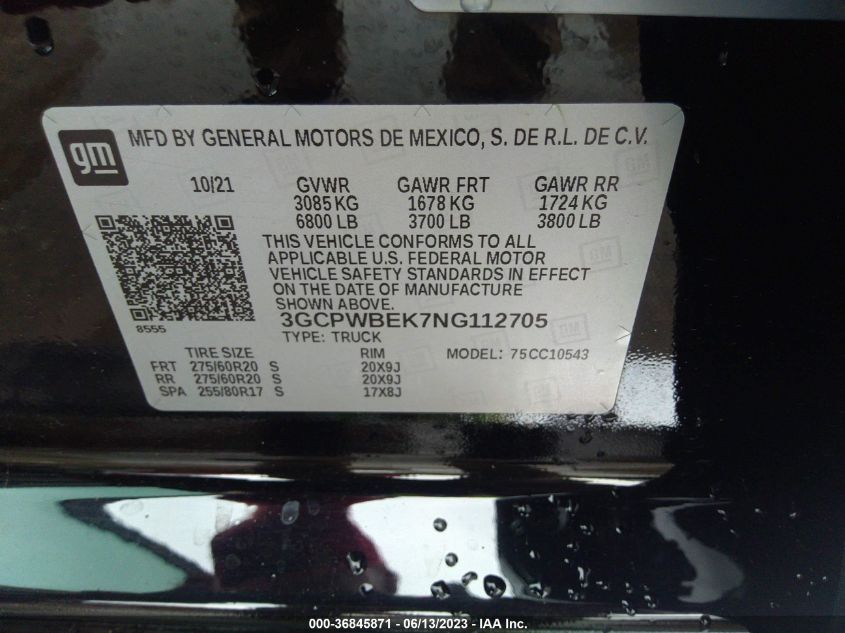 gm MFD BY GENERAL MOTORS DE MEXICO, S. DE R.L. DE C.V.
10/21 GVWR GAWR FRT GAWR RR
3085 KG 1678 KG 1724 KG
6800 LB 3700 LB 3800 LB
THIS VEHICLE CONFORMS TO ALL
APPLICABLE U.S. FEDERAL MOTOR
VEHICLE SAFETY STANDARDS IN EFFECT
ON THE DATE OF MANUFACTURE
SHOWN ABOVE.
8555 3GCPWBEK7NG112705
TYPE: TRUCK
TIRE SIZE RIM MODEL: 75CC10543
FRT 275/60R20 S 20X9J
RR 275/60R20 S 20X9J
SPA 255/80R17 S 17X8J
000-36845871 - 06/13/2023 - IAA Inc.